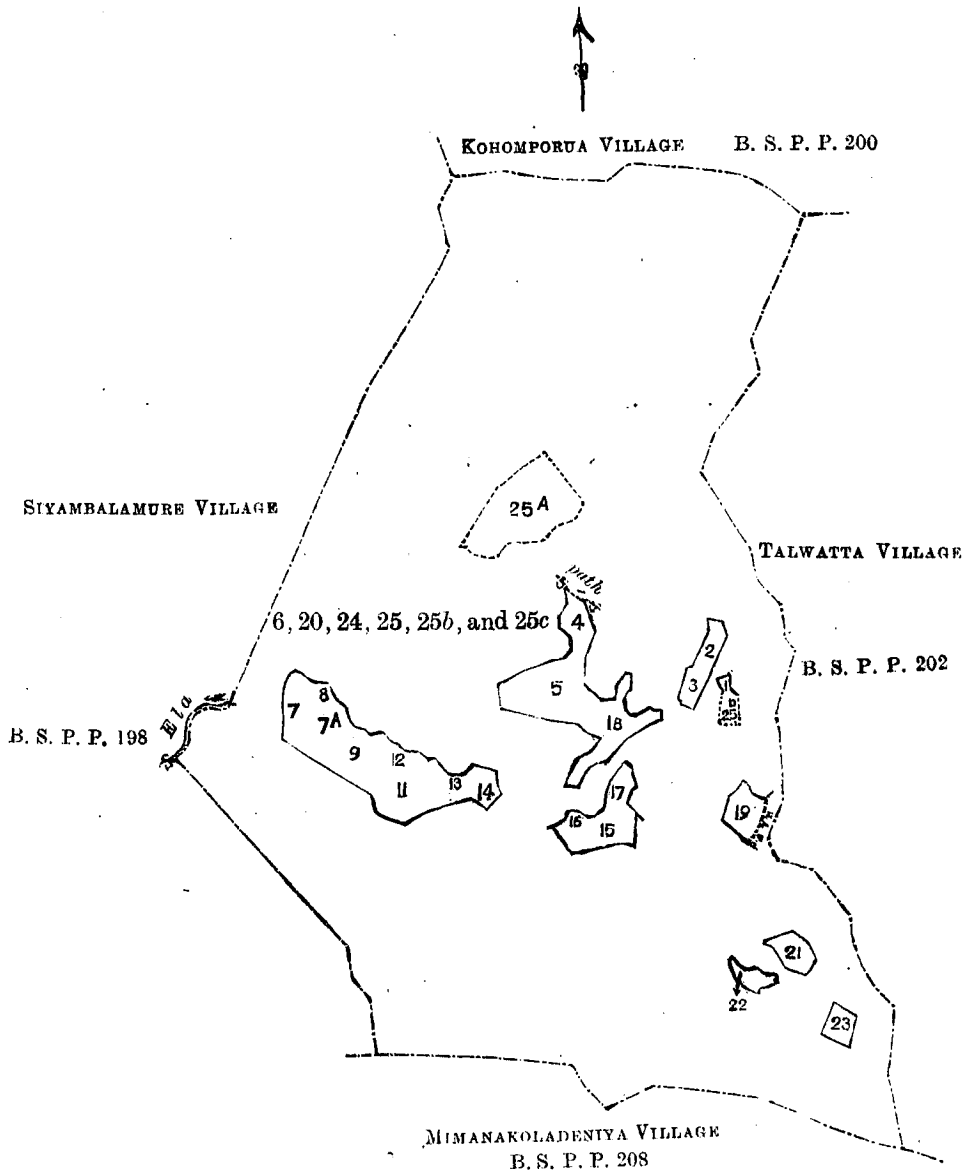 KOHOMPORUA VILLAGE B. S. P. P. 200
SIYAMBALAMURE VILLAGE
25 A
TALWATTA VILLAGE
path
6, 20, 24, 25, 25b, and 25c
4
2
B. S. P. P. 202
3
5
1
8
7
7A
18
Ela
B. S. P. P. 198
9
12
11
13
14
17
16
15
19
21
22
23
MIMANAKOLADENIYA VILLAGE
B. S. P. P. 208